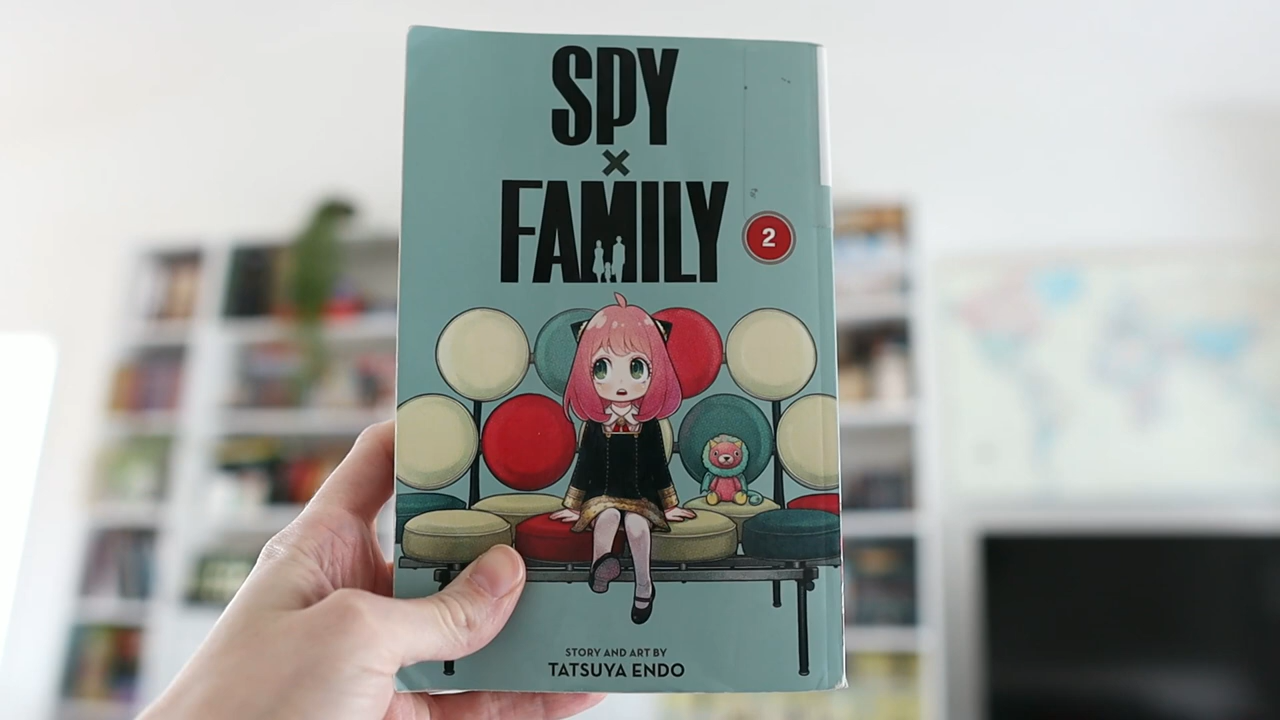 SPY
×
FAMILY
2
STORY AND ART BY
TATSUYA ENDO